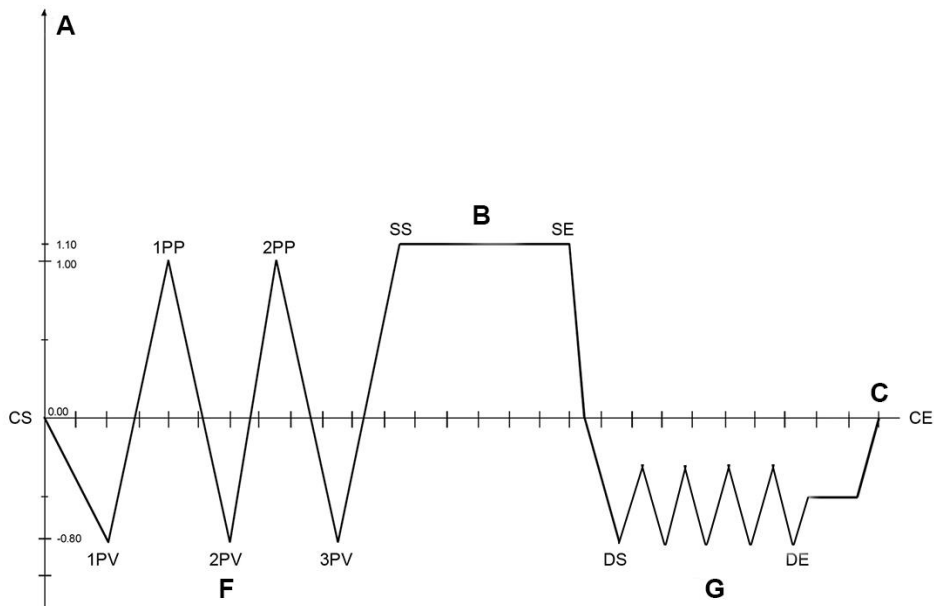 A
B
SS
SE
1PP
2PP
1.10
1.00
0.00
CS
C
CE
-0.80
1PV
2PV
3PV
DS
DE
F
G